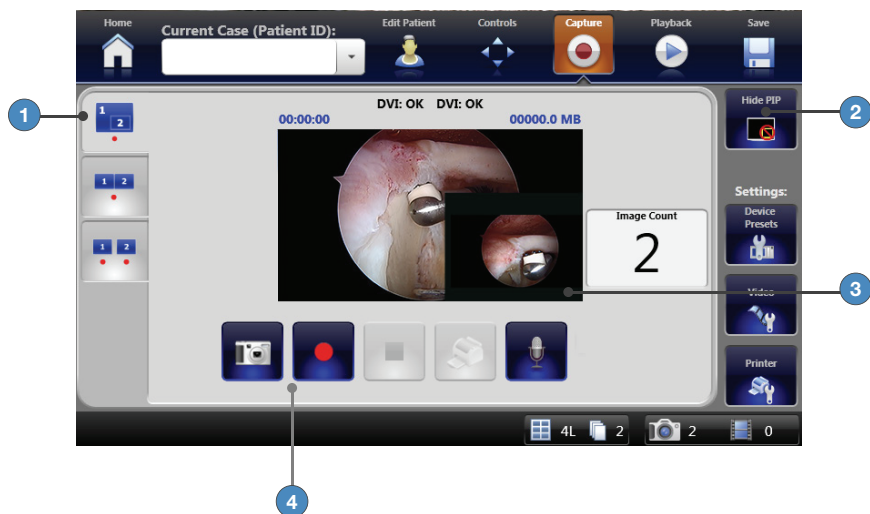 Home
Current Case (Patient ID):
Edit Patient
Controls
Capture
Playback
Save
1
1
2
DVI: OK DVI: OK
00:00:00
00000.0 MB
Hide PIP
2
1 2
1 2
Settings:
Device
Presets
Image Count
2
Video
3
Printer
4L
2
2
0
4